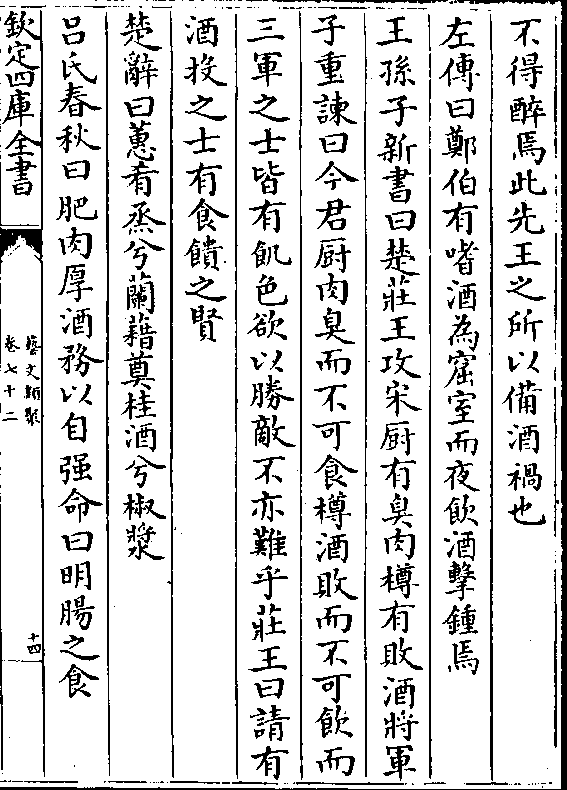 不得醉焉此先王之所以備酒禍也
左傳曰鄭伯有嗜酒為窟室而夜飲酒擊鍾焉
王孫子新書曰楚莊王攻宋厨有臭肉樽有敗酒將軍
子重諫曰今君厨肉臭而不可食樽酒敗而不可飲而
三軍之士皆有飢色欲以勝敵不亦難乎莊王曰請有
酒投之士有食饋之賢
楚辭曰蕙肴烝兮蘭藉奠桂酒兮椒漿
吕氏春秋曰肥肉厚酒務以自强命曰明腸之食
欽定四庫全書
藝文類聚
卷七十二
十四